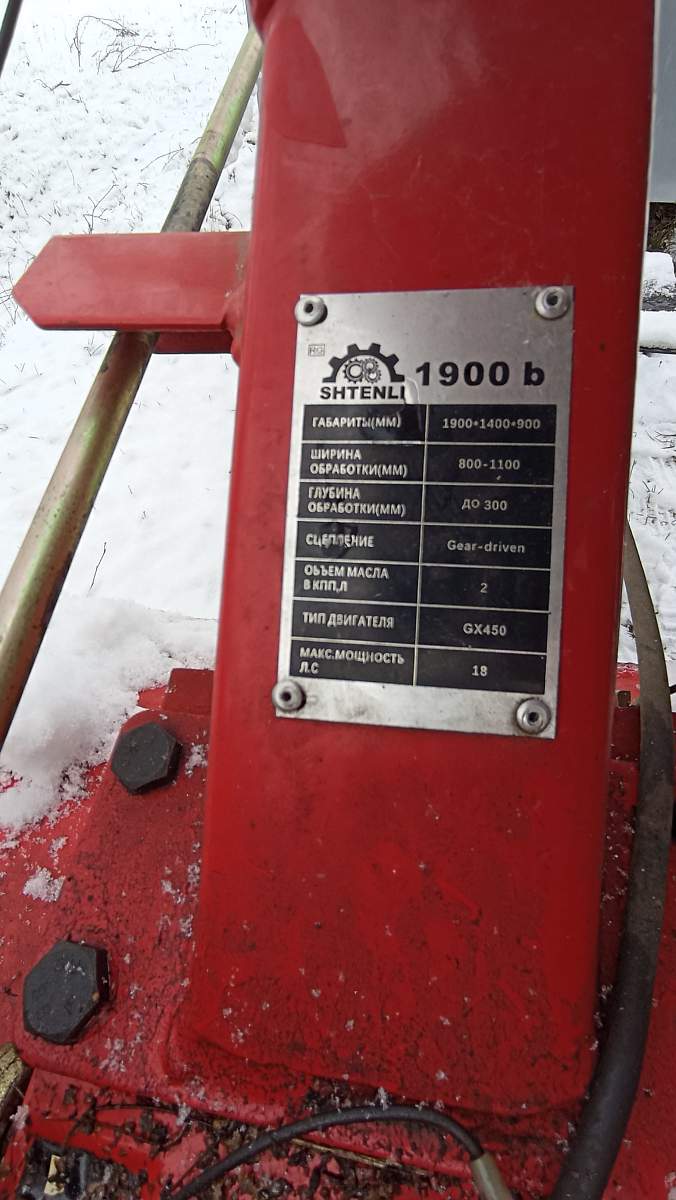 RG
SHTENLI 1900 b
ГАБАРИТЫ(ММ) 1900*1400*900
ШИРИНА
ОБРАБОТКИ(ММ) 800-1100
ГЛУБИНА
ОБРАБОТКИ(ММ) ДО 300
СЦЕПЛЕНИЕ Gear-driven
ОБЪЕМ МАСЛА
В КПП,Л 2
ТИП ДВИГАТЕЛЯ GX450
МАКС.МОЩНОСТЬ
Л.С 18